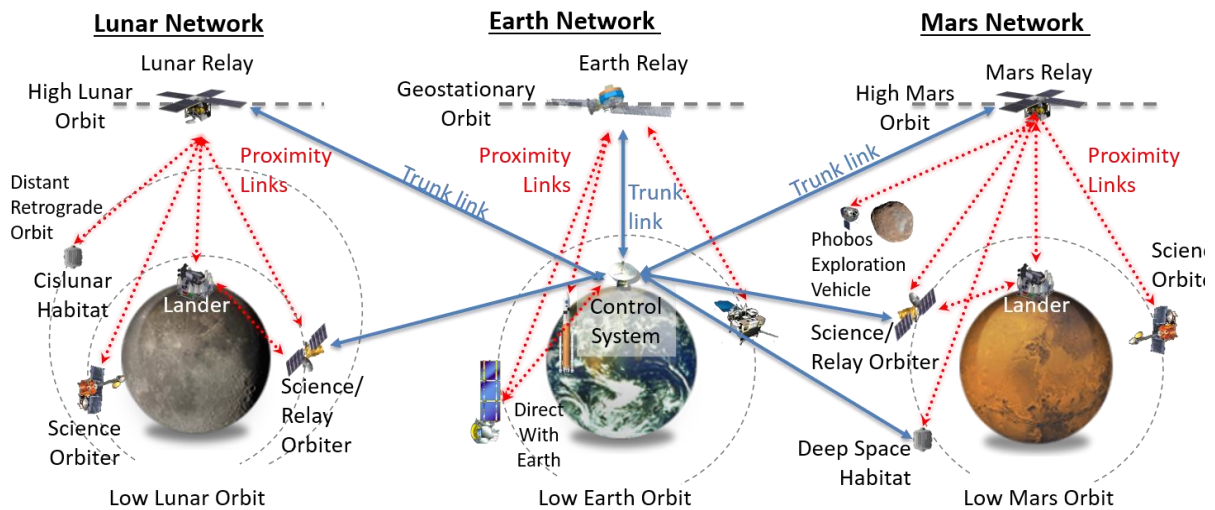 Lunar Network
Earth Network
Mars Network
Lunar Relay
Earth Relay
Mars Relay
High Lunar
Orbit
Geostationary
Orbit
High Mars
Orbit
Proximity
Links
Proximity
Links
Proximity
Links
Trunk link
Trunk
link
Trunk link
Distant
Retrograde
Orbit
Cislunar
Habitat
Lander
Control
System
Phobos
Exploration
Vehicle
Lander
Science
Orbite
Science/
Relay
Orbiter
Science
Orbiter
Direct
With
Earth
Science/
Relay Orbiter
Deep Space
Habitat
Low Lunar Orbit
Low Earth Orbit
Low Mars Orbit